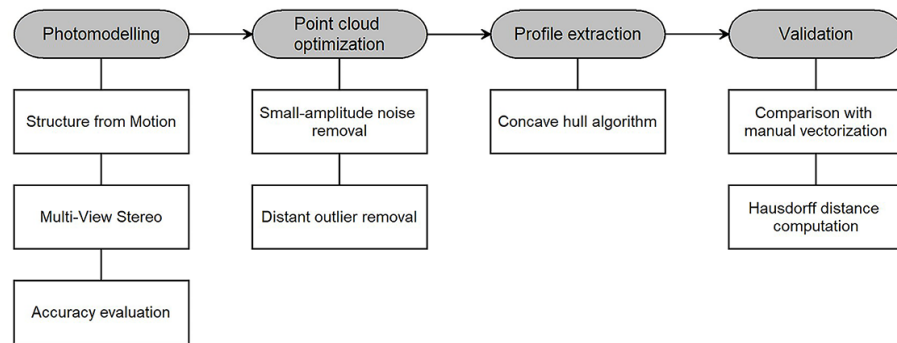 Photomodelling
Point cloud
optimization
Profile extraction
Validation
Structure from Motion
Small-amplitude noise
removal
Concave hull algorithm
Comparison with
manual vectorization
Multi-View Stereo
Distant outlier removal
Hausdorff distance
computation
Accuracy evaluation